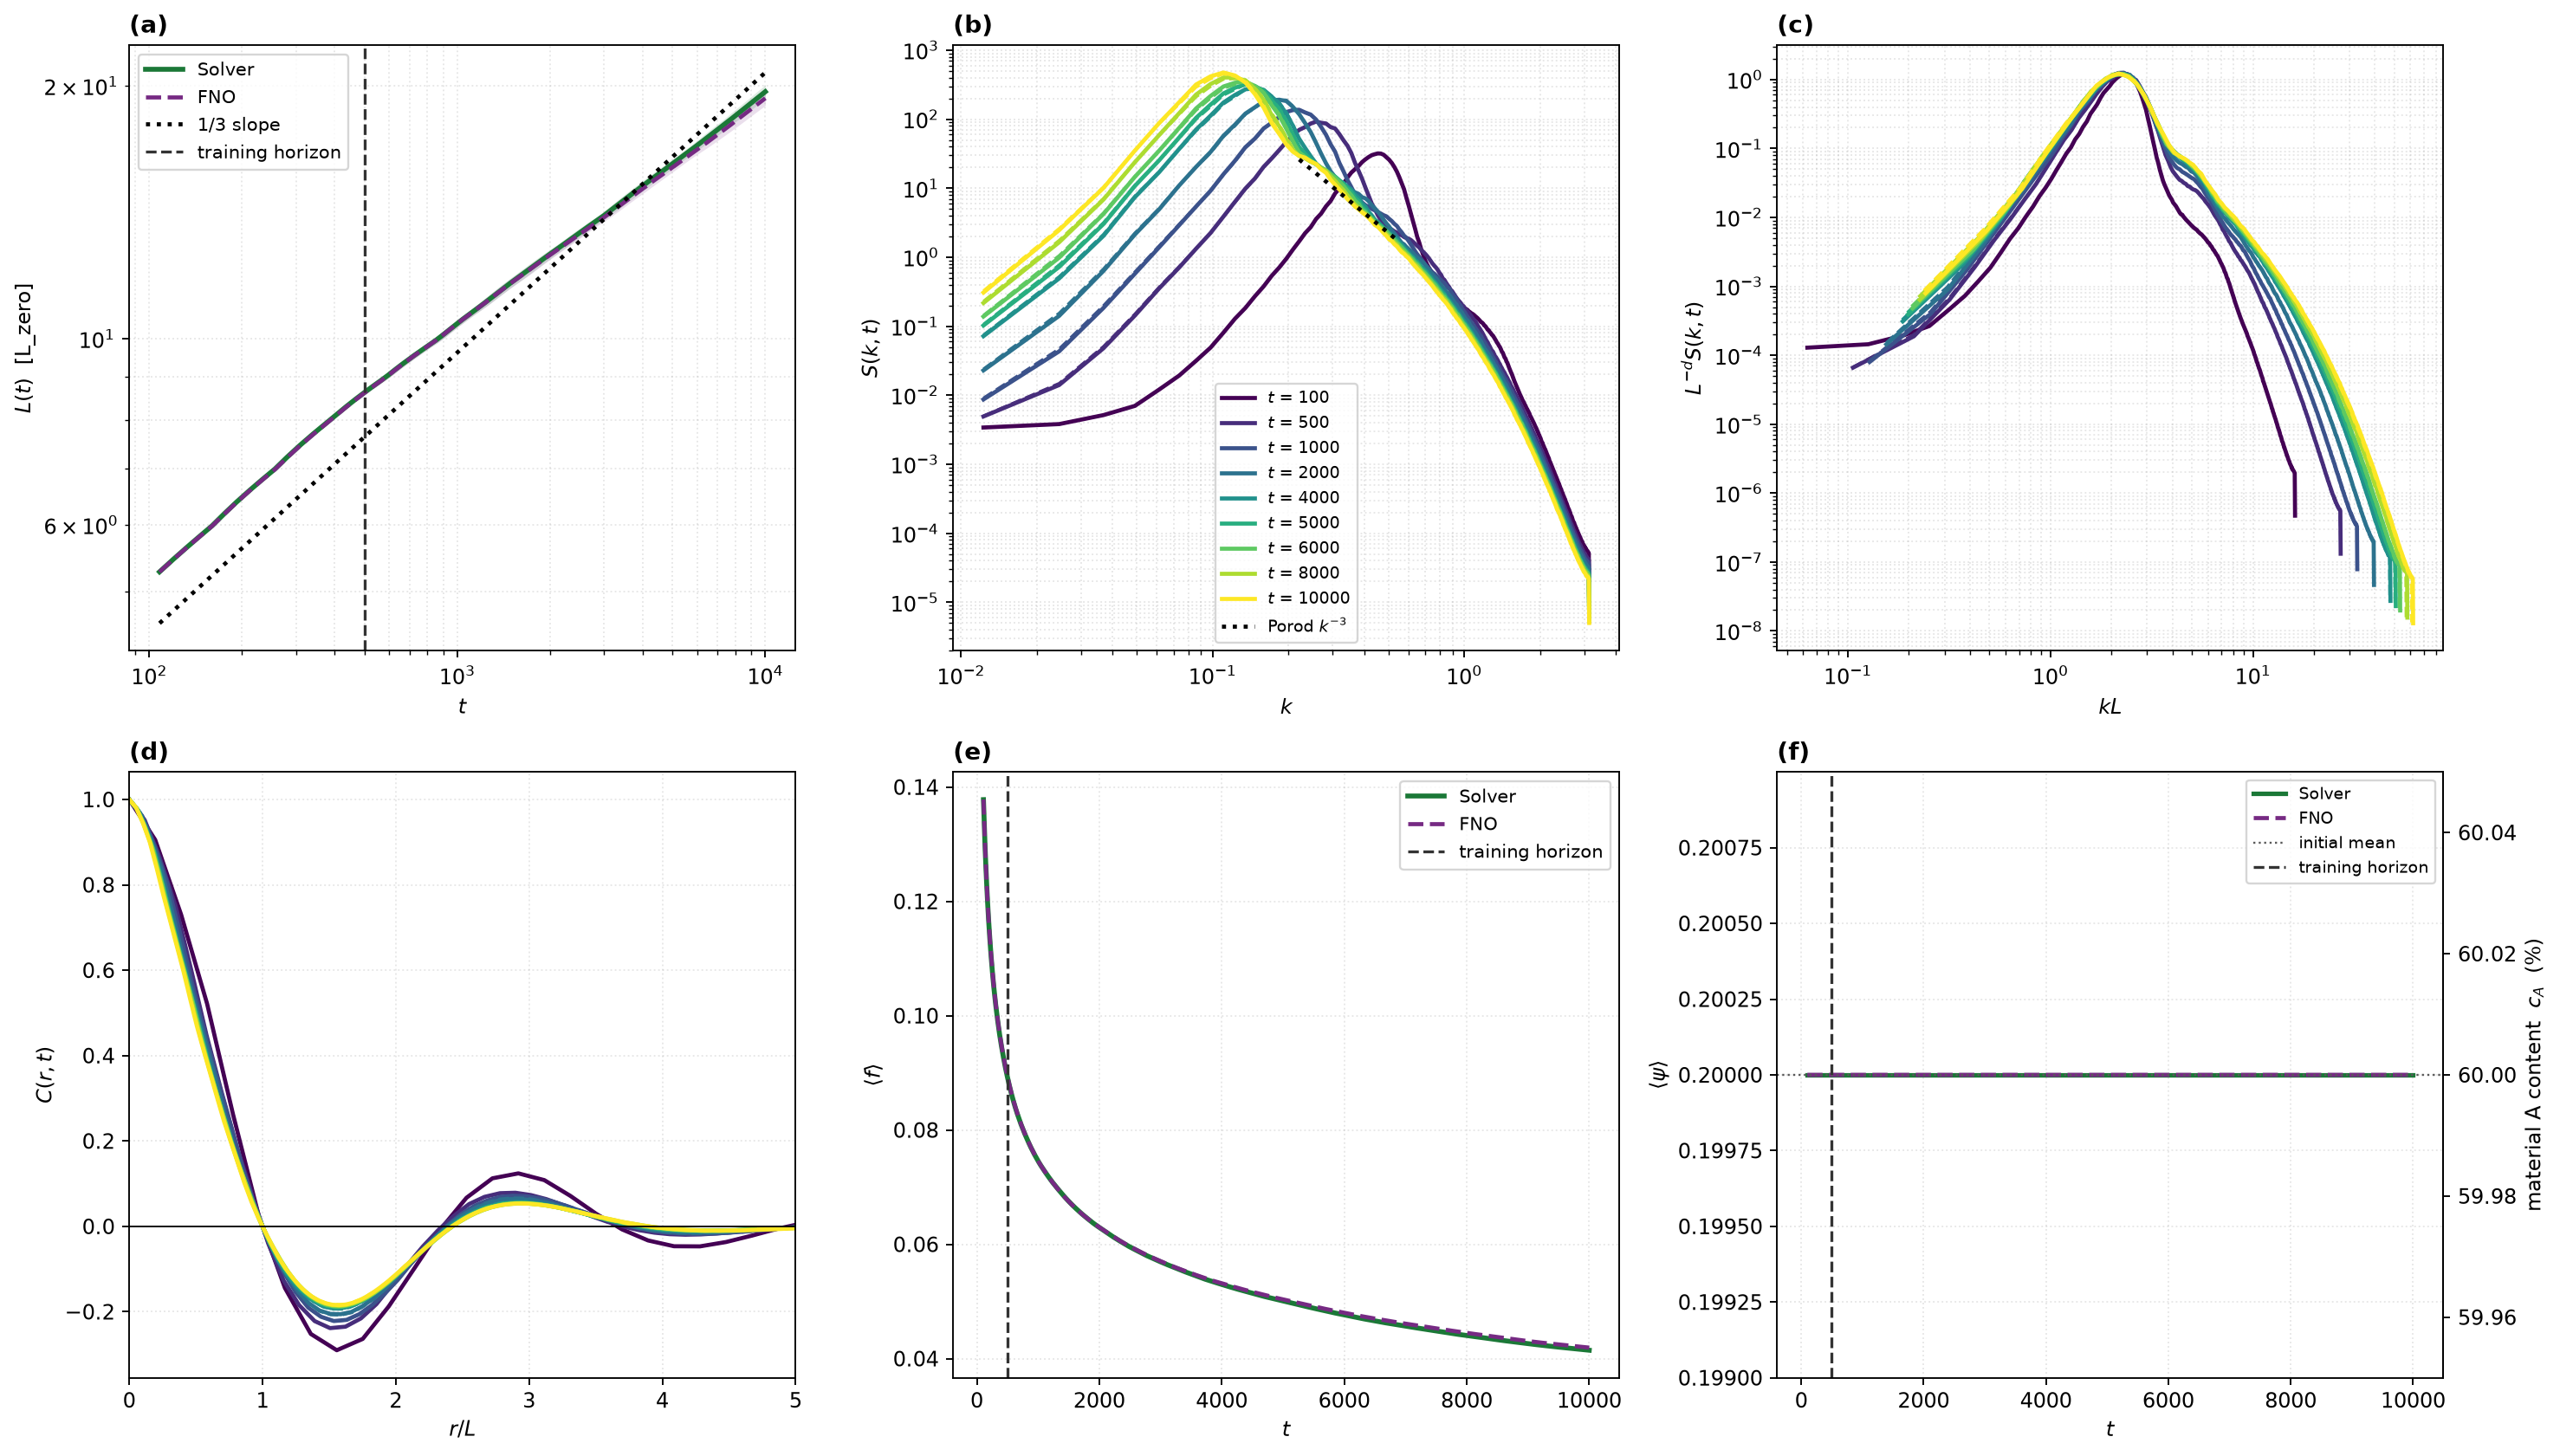 (a)
Solver
FNO
1/3 slope
training horizon
2 × 10¹
10¹
6 × 10⁰
L(t) [L_zero]
10² 10³ 10⁴
t
(b)
10³
10²
10¹
10⁰
10⁻¹
10⁻²
10⁻³
10⁻⁴
10⁻⁵
S(k, t)
t = 100
t = 500
t = 1000
t = 2000
t = 4000
t = 5000
t = 6000
t = 8000
t = 10000
Porod k⁻³
10⁻² 10⁻¹ 10⁰
k
(c)
10⁰
10⁻¹
10⁻²
10⁻³
10⁻⁴
10⁻⁵
10⁻⁶
10⁻⁷
10⁻⁸
L⁻ᵈS(k, t)
10⁻¹ 10⁰ 10¹
kL
(d)
1.0
0.8
0.6
0.4
0.2
0.0
−0.2
C(r, t)
0 1 2 3 4 5
r/L
(e)
Solver
FNO
training horizon
0.14
0.12
0.10
0.08
0.06
0.04
⟨f⟩
0 2000 4000 6000 8000 10000
t
(f)
Solver
FNO
initial mean
training horizon
0.20075
0.20050
0.20025
0.20000
0.19975
0.19950
0.19925
0.19900
⟨ψ⟩
60.04
60.02
60.00
59.98
59.96
material A content c_A (%)
0 2000 4000 6000 8000 10000
t